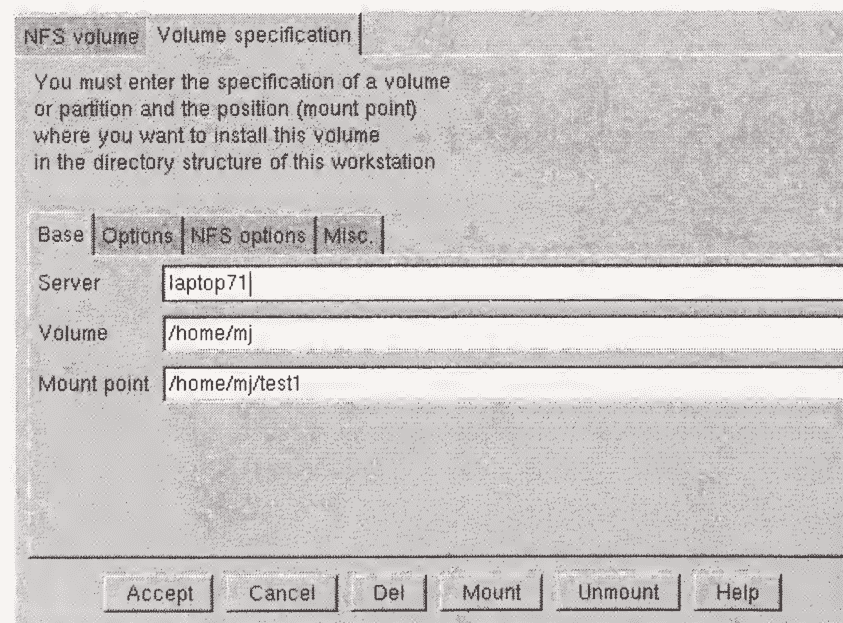 NFS volume Volume specification
You must enter the specification of a volume
or partition and the position (mount point)
where you want to install this volume
in the directory structure of this workstation
Base Options NFS options Misc.
Server laptop71
Volume /home/mj
Mount point /home/mj/test1
Accept Cancel Del Mount Unmount Help